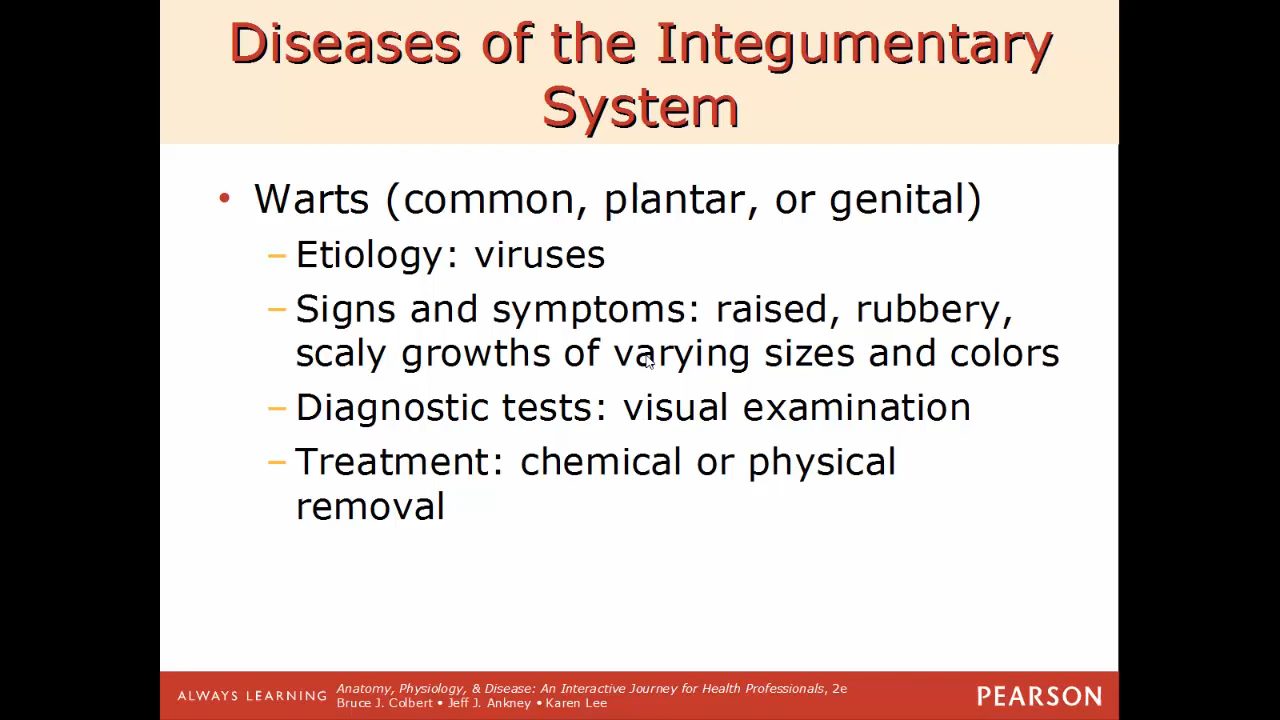 Diseases of the Integumentary
System
• Warts (common, plantar, or genital)
– Etiology: viruses
– Signs and symptoms: raised, rubbery,
scaly growths of varying sizes and colors
– Diagnostic tests: visual examination
– Treatment: chemical or physical
removal
ALWAYS LEARNING
Anatomy, Physiology, & Disease: An Interactive Journey for Health Professionals, 2e
Bruce J. Colbert • Jeff J. Ankney • Karen Lee
PEARSON